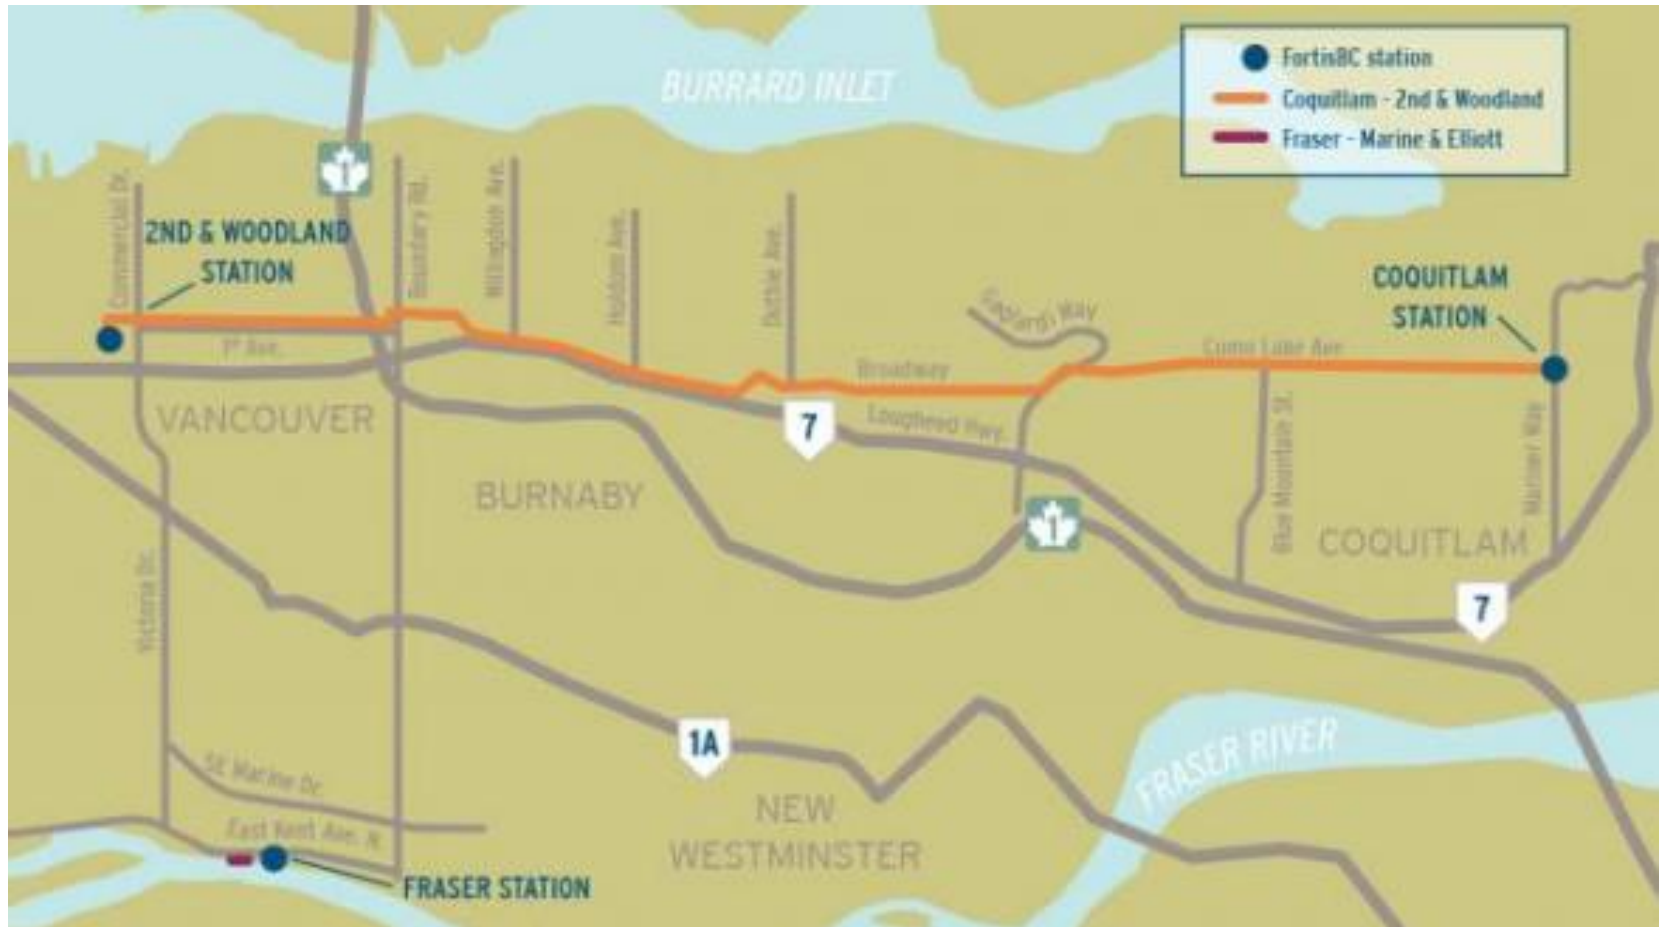 BURRARD INLET
FortisBC station
Coquitlam - 2nd & Woodland
Fraser - Marine & Elliott
1
Commercial Dr.
2ND & WOODLAND
STATION
Boundary Rd.
Willingdon Ave.
Holdom Ave.
Duthie Ave.
Gaglardi Way
COQUITLAM
STATION
1st Ave.
Broadway
Como Lake Ave
VANCOUVER
7
Lougheed Hwy.
BURNABY
1
Blue Mountain St.
Mariner Way
COQUITLAM
Victoria Dr.
7
1A
FRASER RIVER
SE Marine Dr.
East Kent Ave. N
NEW
WESTMINSTER
FRASER STATION